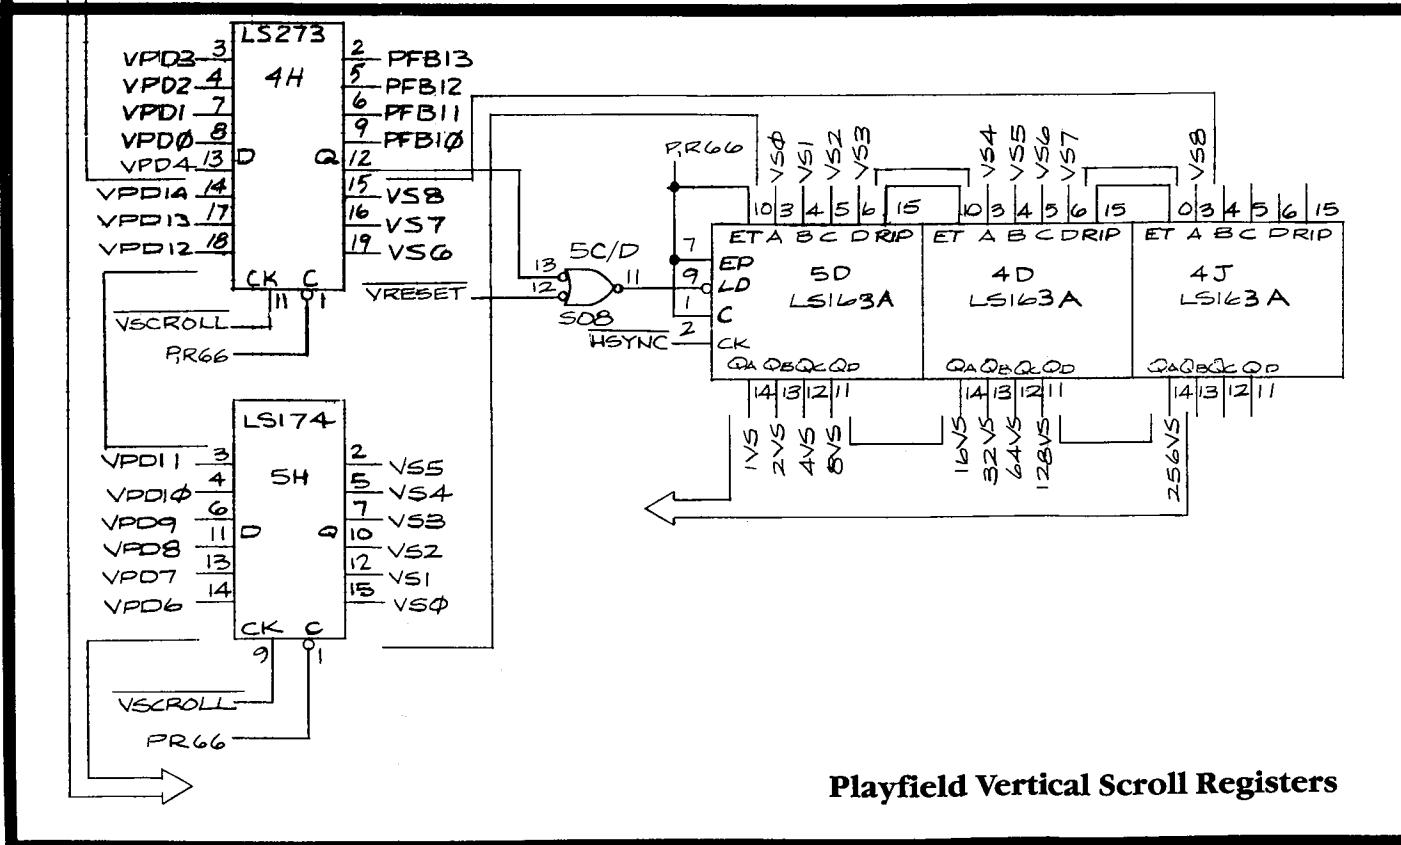 LS273
4H
VPD3 3 2 PFB13
VPD2 4 5 PFB12
VPD1 7 6 PFB11
VPDØ 8 9 PFB1Ø
VPD4 13 D Q 12
VPD14 14 15 VS8
VPD13 17 16 VS7
VPD12 18 19 VS6
CK C
11 1
VSCROLL
P,R66
LS174
5H
VPD11 3 2 VS5
VPD1Ø 4 5 VS4
VPD9 6 7 VS3
VPD8 11 D Q 10 VS2
VPD7 13 12 VS1
VPD6 14 15 VSØ
CK C
9 1
VSCROLL
PR66
5C/D
13
12
11
S08
VRESET
P,R66
HSYNC
VSØ VS1 VS2 VS3
VS4 VS5 VS6 VS7
VS8
10 3 4 5 6 15
10 3 4 5 6 15
0 3 4 5 6 15
ET A B C D RIP
ET A B C D RIP
ET A B C D RIP
7 EP
9 LD
1 C
2 CK
5D
LS163A
4D
LS163A
4J
LS163A
QA QB QC QD
QA QB QC QD
QA QB QC QD
14 13 12 11
14 13 12 11
14 13 12 11
1VS 2VS 4VS 8VS
16VS 32VS 64VS 128VS
256VS
Playfield Vertical Scroll Registers